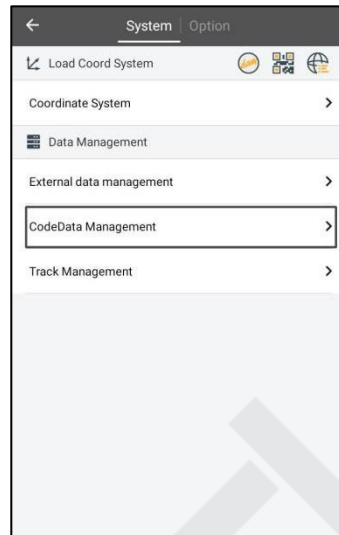 System | Option
Load Coord System
Coordinate System
Data Management
External data management
CodeData Management
Track Management